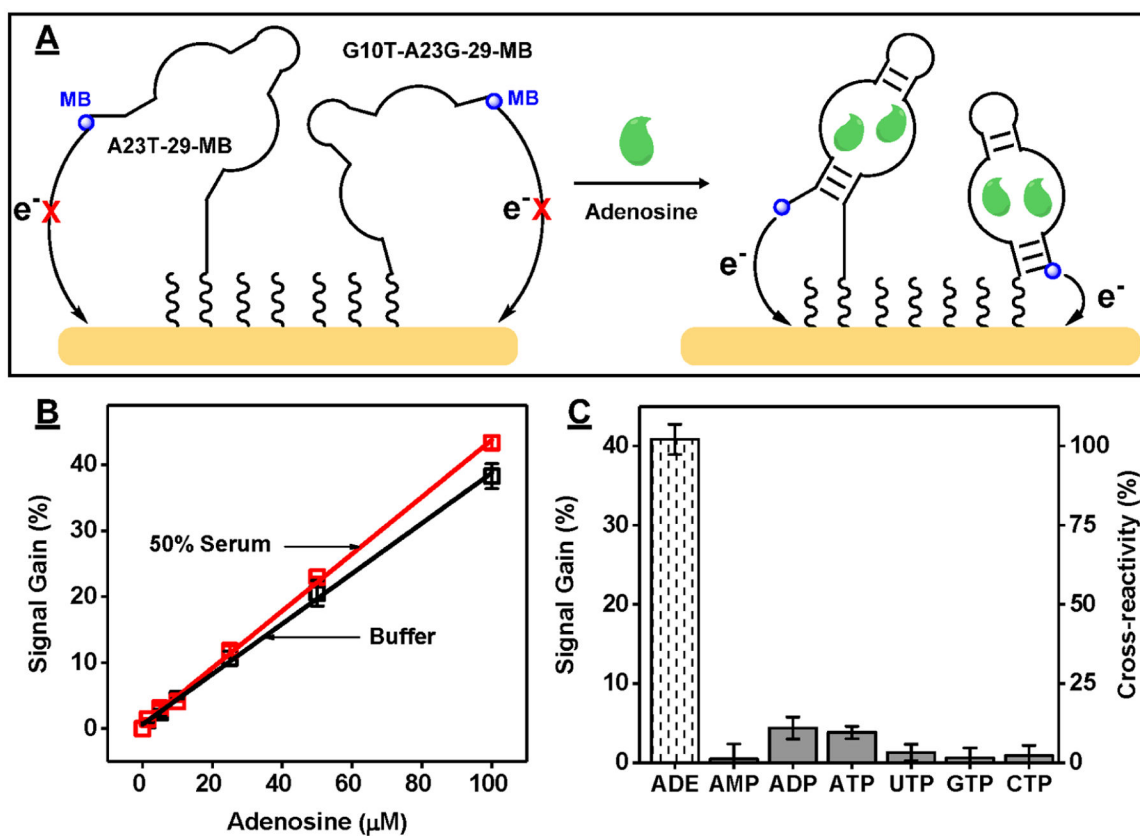 A
G10T-A23G-29-MB
MB
MB
A23T-29-MB
e-
X
e-
X
Adenosine
e-
e-
B
Signal Gain (%)
40
30
20
10
0
50% Serum
Buffer
0 20 40 60 80 100
Adenosine (μM)
C
Signal Gain (%)
40
30
20
10
0
ADE AMP ADP ATP UTP GTP CTP
100
75
50
25
0
Cross-reactivity (%)